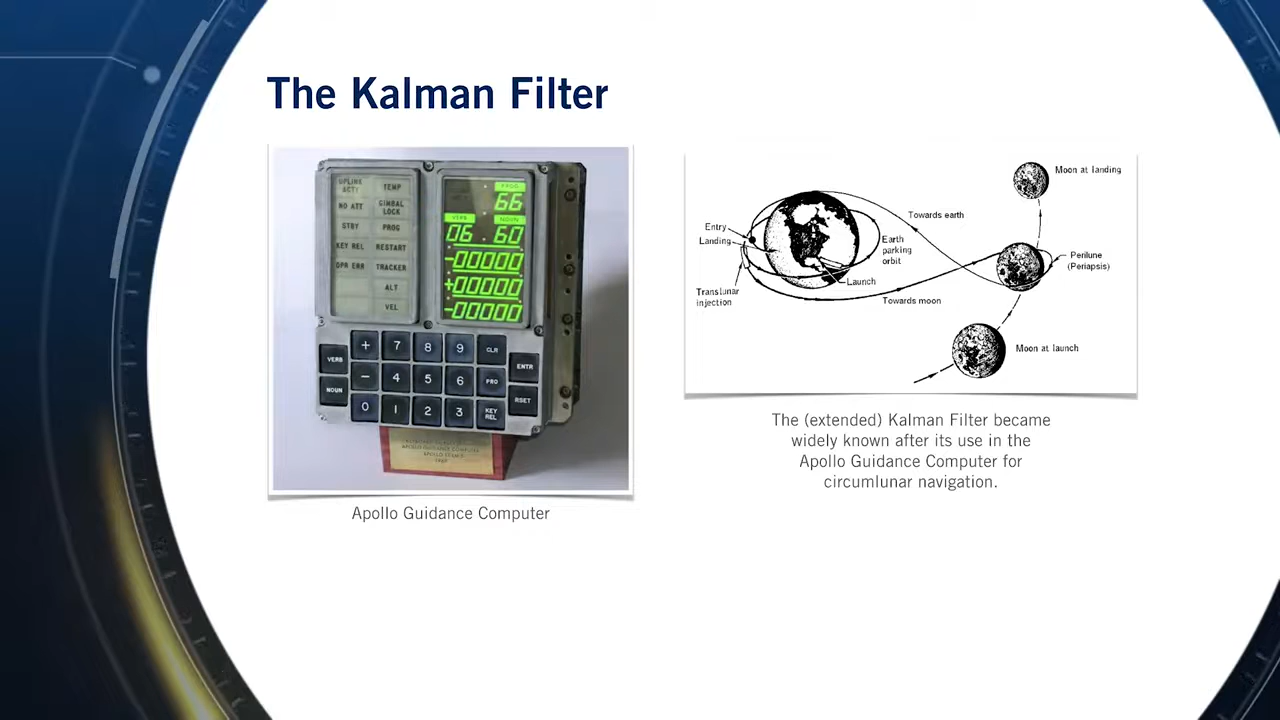 The Kalman Filter
UPLINK ACTY
TEMP
NO ATT
GIMBAL LOCK
STBY
PROG
KEY REL
RESTART
OPR ERR
TRACKER
ALT
VEL
PROG
66
VERB
NOUN
06 60
-00000
+00000
-00000
VERB
NOUN
+ 7 8 9 CLR
- 4 5 6 PRO
0 1 2 3 KEY REL
ENTR
RSET
APOLLO GUIDANCE COMPUTER
Apollo Guidance Computer
Moon at landing
Towards earth
Entry
Landing
Earth
parking
orbit
Perilune
(Periapsis)
Launch
Translunar
injection
Towards moon
Moon at launch
The (extended) Kalman Filter became
widely known after its use in the
Apollo Guidance Computer for
circumlunar navigation.